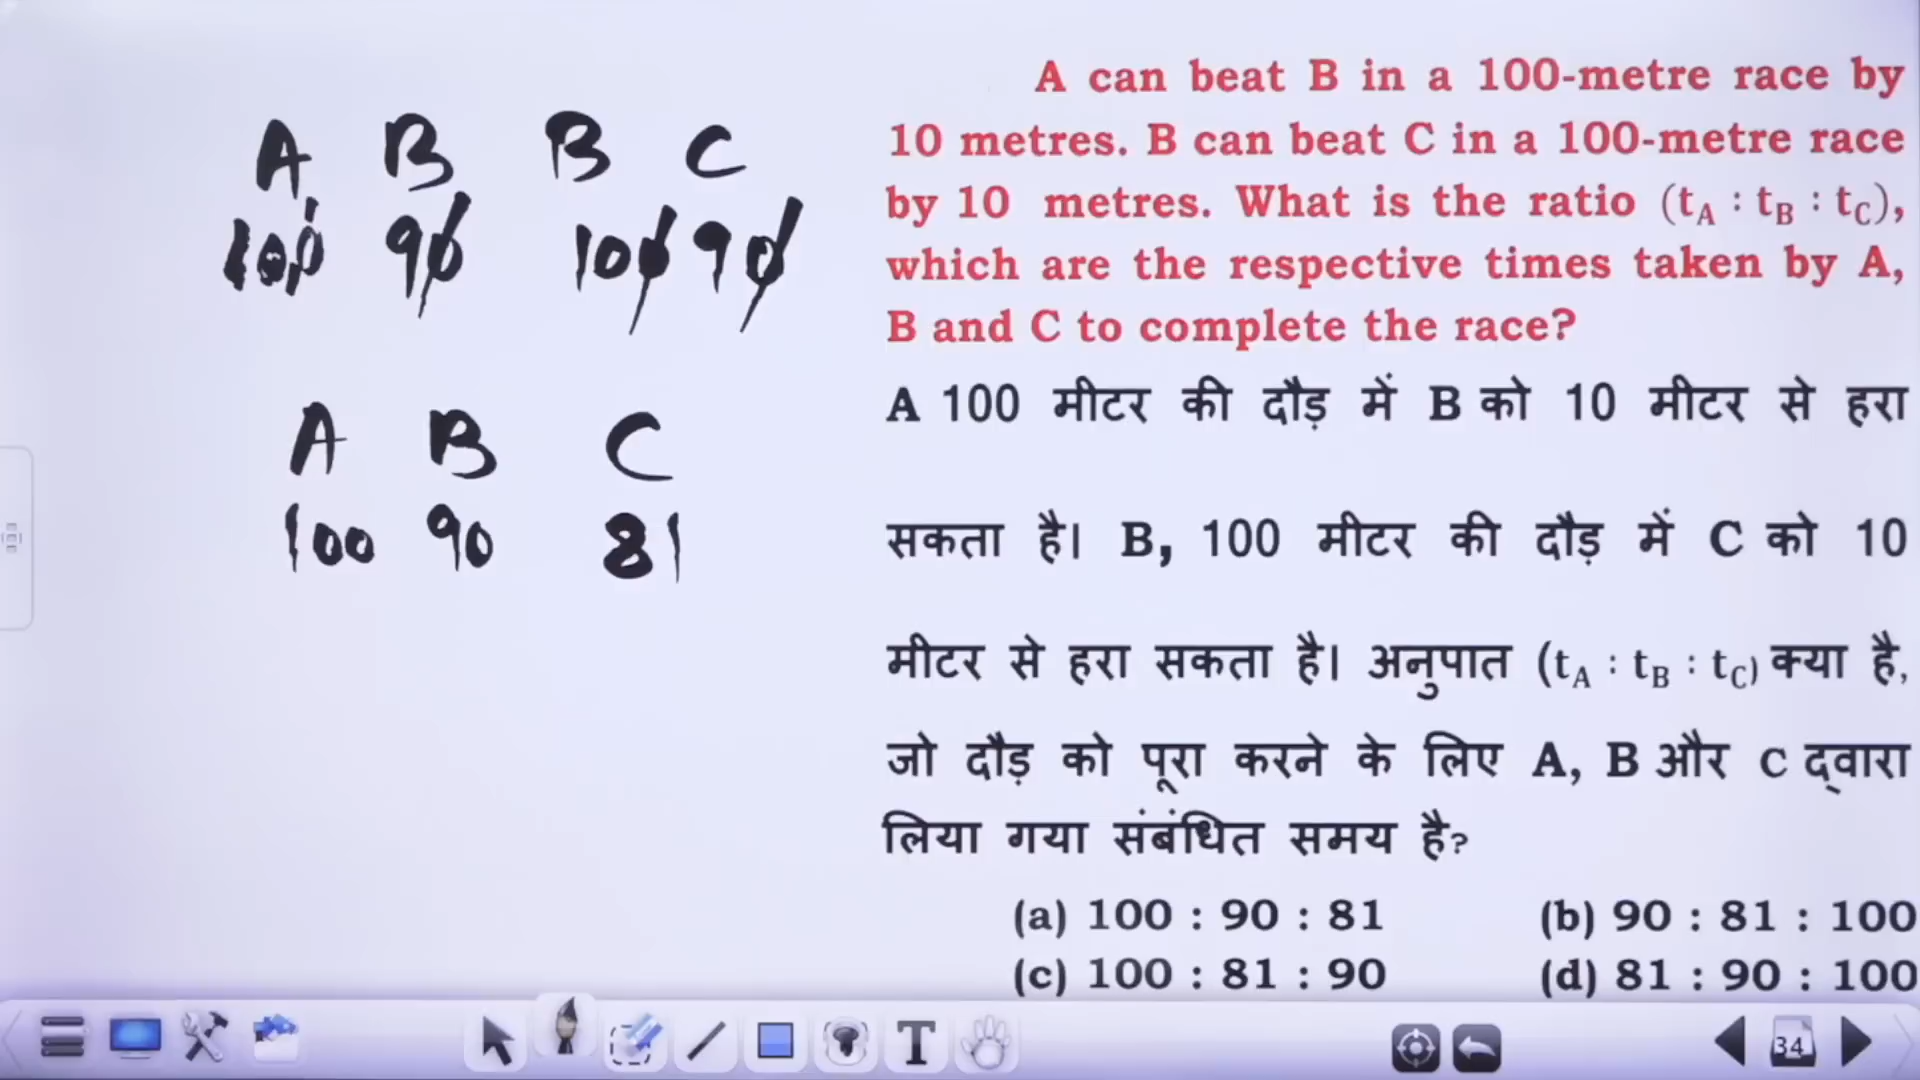 A B B C
100 90 100 90
A B C
100 90 81
A can beat B in a 100-metre race by
10 metres. B can beat C in a 100-metre race
by 10 metres. What is the ratio (tA : tB : tC),
which are the respective times taken by A,
B and C to complete the race?
A 100 मीटर की दौड़ में B को 10 मीटर से हरा
सकता है। B, 100 मीटर की दौड़ में C को 10
मीटर से हरा सकता है। अनुपात (tA : tB : tC) क्या है,
जो दौड़ को पूरा करने के लिए A, B और C द्वारा
लिया गया संबंधित समय है?
(a) 100 : 90 : 81 (b) 90 : 81 : 100
(c) 100 : 81 : 90 (d) 81 : 90 : 100
T 34